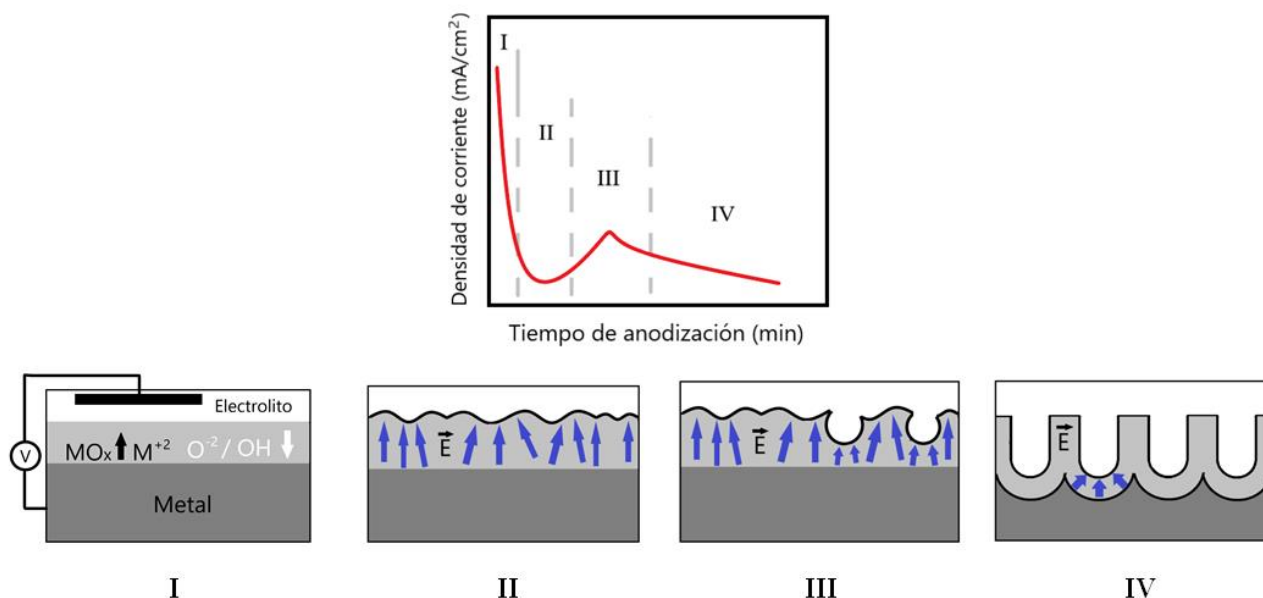 I
II
III
IV
Densidad de corriente (mA/cm²)
Tiempo de anodización (min)
V
Electrolito
MOₓ M⁺² O⁻² / OH
Metal
E
E
E
I
II
III
IV